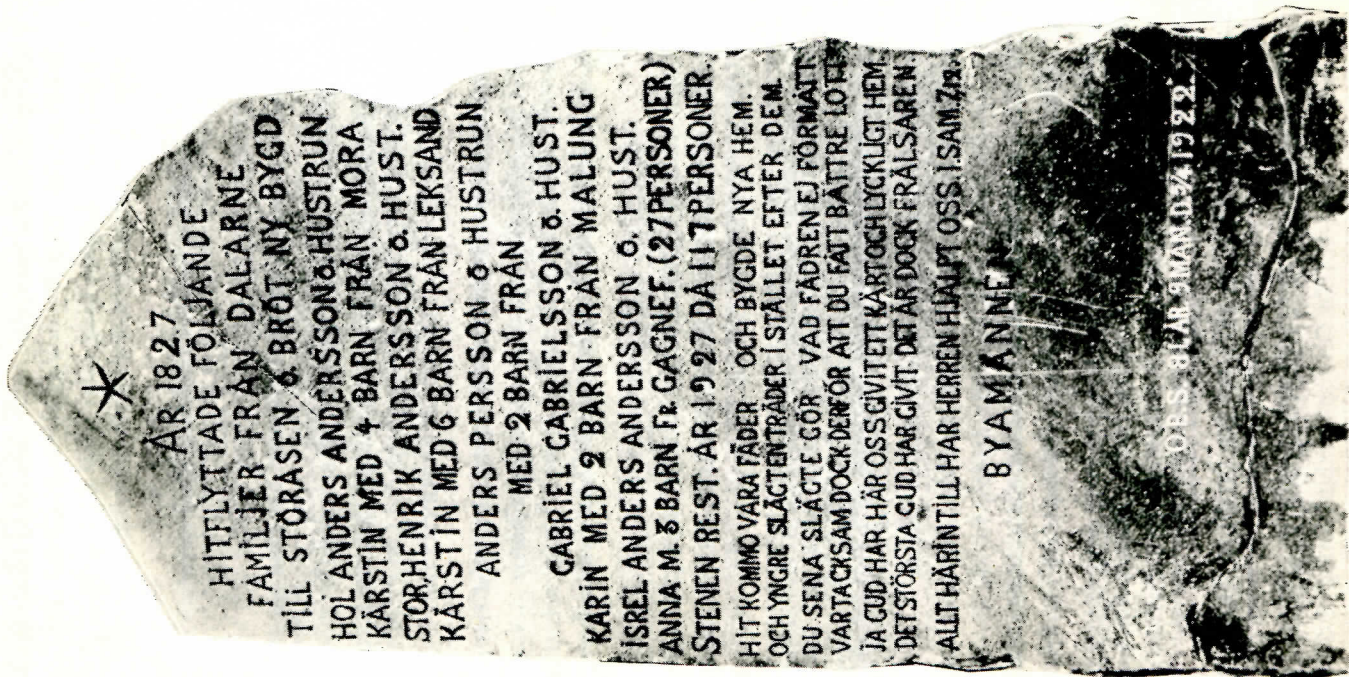 ÅR 1827
HITFLYTTADE FÖLJANDE
FAMILJER FRÅN DALARNE
TILL STÖRÅSEN Ö. BRÖT NY BYGD
HOL ANDERS ANDERSSON Ö. HUSTRUN
KÄRSTIN MED 4 BARN FRÅN MORA
STOR,HENRIK ANDERSSON Ö. HUST.
KÄRSTIN MED 6 BARN FRÅN LEKSAND
ANDERS PERSSON Ö HUSTRUN
MED 2 BARN FRÅN
GABRIEL GABRIELSSON Ö. HUST.
KARIN MED 2 BARN FRÅN MALUNG
ISREL ANDERS ANDERSSON Ö. HUST.
ANNA M. 3 BARN FR. GAGNEF. (27 PERSONER)
STENEN REST. ÅR 1927 DÅ 117 PERSONER.
HIT KOMMO VÅRA FÄDER OCH BYGDE NYA HEM.
OCH YNGRE SLÄGTEN TRÄDER I STÄLLET EFTER DEM.
DU SENA SLÄGTE GÖR VAD FÄDREN EJ FÖRMÅTT
VAR TACKSAM DOCK DERFÖR ATT DU FÅTT BÄTTRE LOTT
JA GUD HAR HÄR OSS GIVIT ETT KÄRT OCH LYCKLIGT HEM.
DET STÖRSTA GUD HAR GIVIT DET ÄR DOCK FRÄLSAREN
ALLT HÄRINTILL HAR HERREN HJÄLPT OSS 1. SAM. 7:12.
BYAMÄNNEN